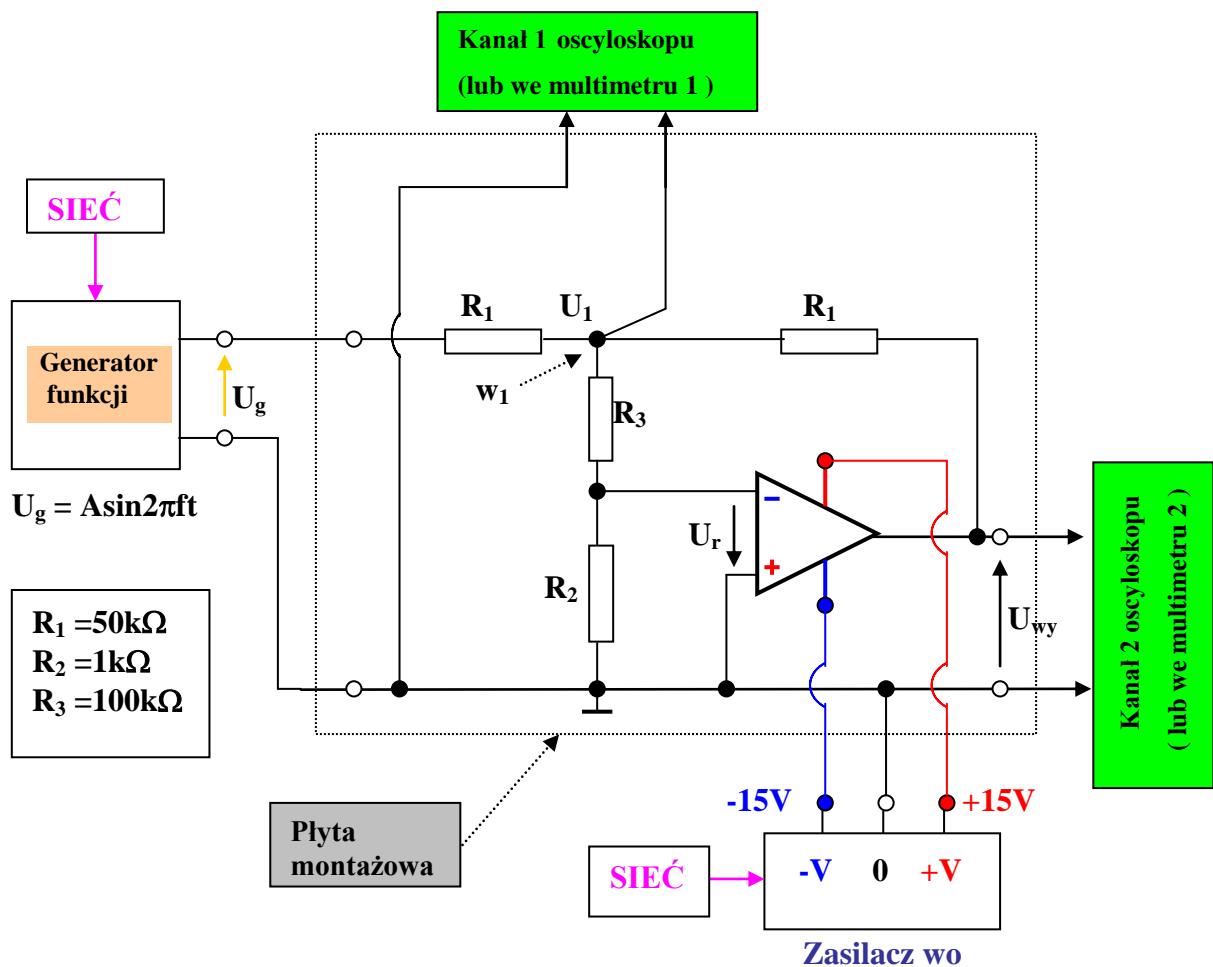 Kanał 1 oscyloskopu
(lub we multimetru 1 )
SIEĆ
R1
U1
R1
Generator
funkcji
Ug
w1
R3
Ug = Asin2πft
−
Ur
+
R2
Uwy
R1 =50kΩ
R2 =1kΩ
R3 =100kΩ
Kanał 2 oscyloskopu
( lub we multimetru 2 )
-15V
+15V
Płyta
montażowa
SIEĆ
-V 0 +V
Zasilacz wo